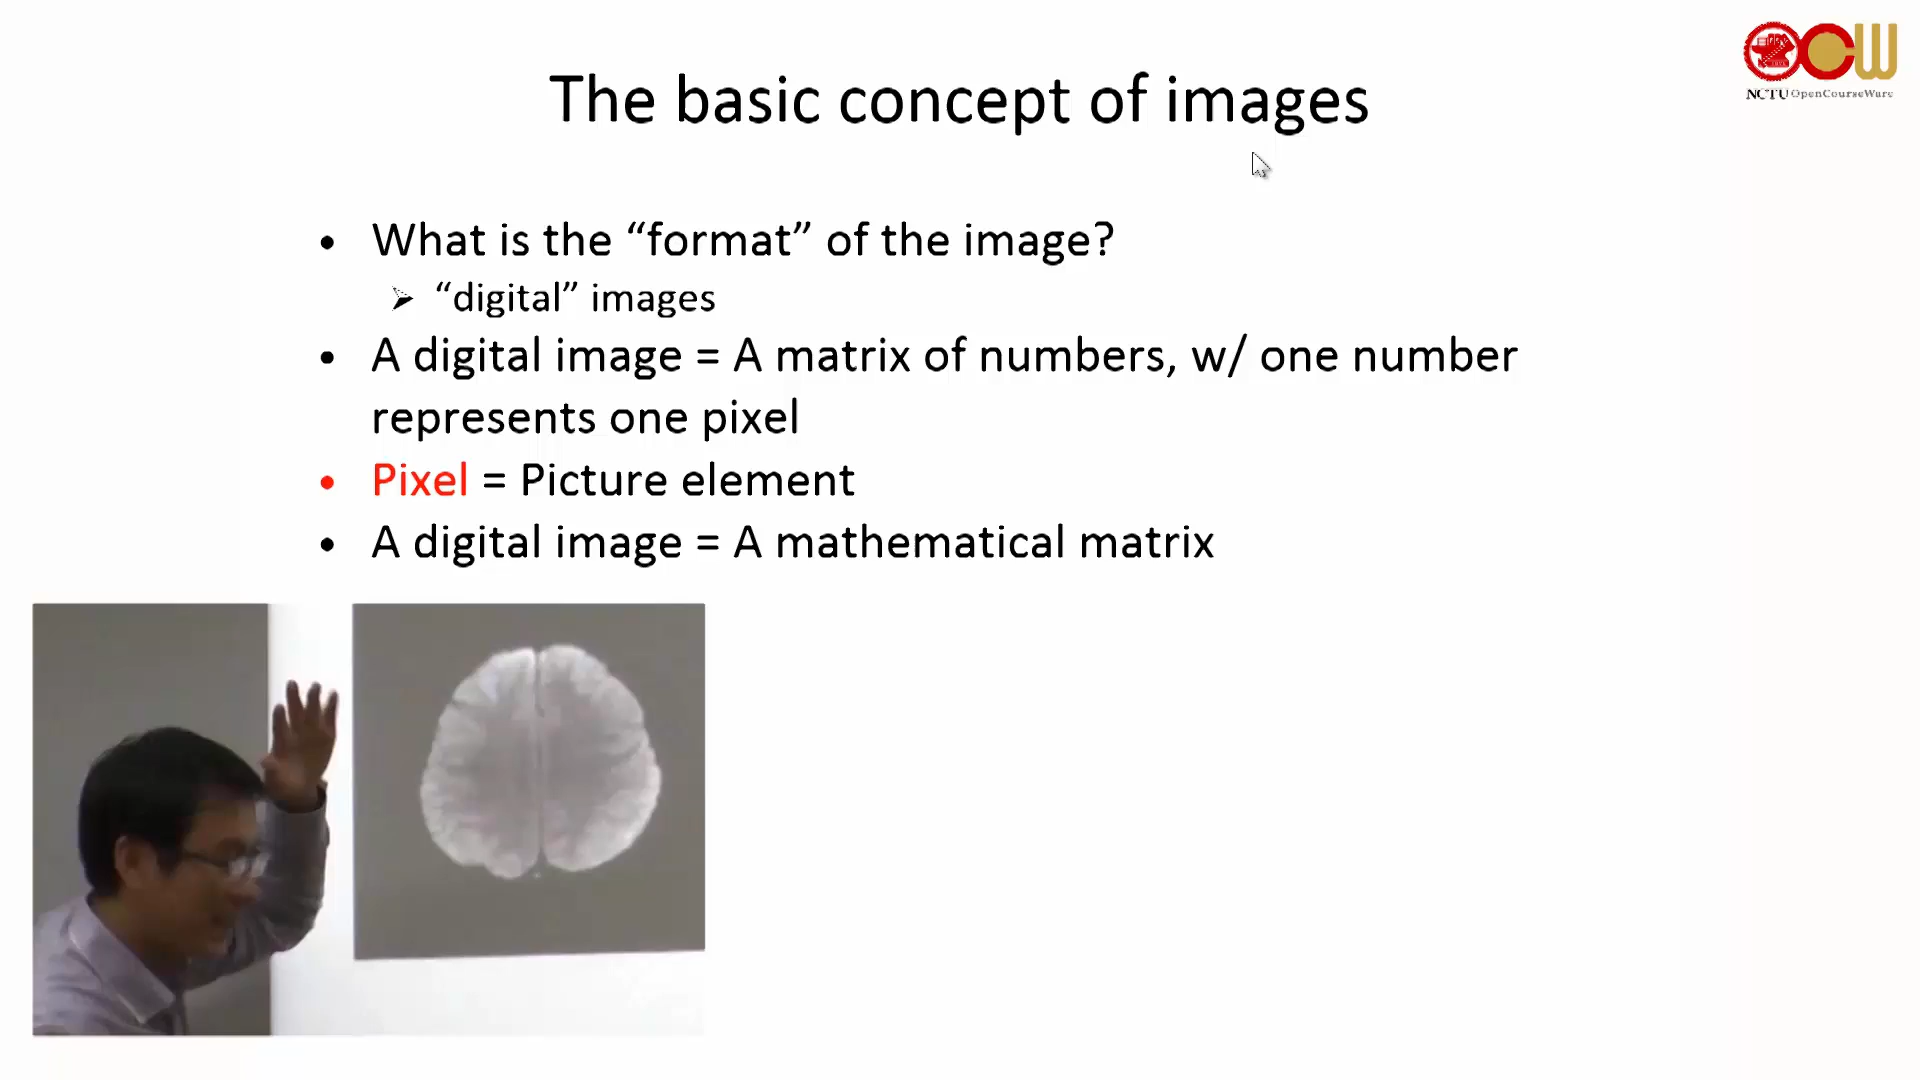 NCTU OpenCourseWare
The basic concept of images
• What is the “format” of the image?
➢ “digital” images
• A digital image = A matrix of numbers, w/ one number
represents one pixel
• Pixel = Picture element
• A digital image = A mathematical matrix